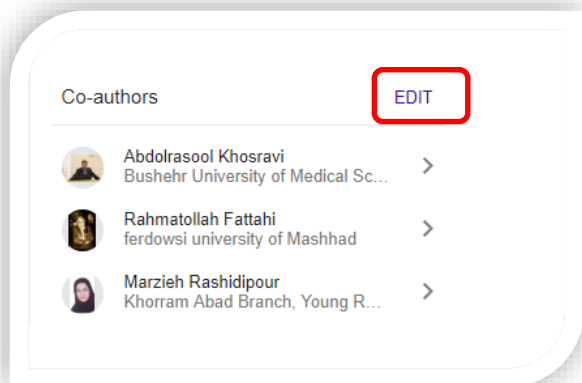 Co-authors EDIT
Abdolrasool Khosravi
Bushehr University of Medical Sc...
Rahmatollah Fattahi
ferdowsi university of Mashhad
Marzieh Rashidipour
Khorram Abad Branch, Young R...